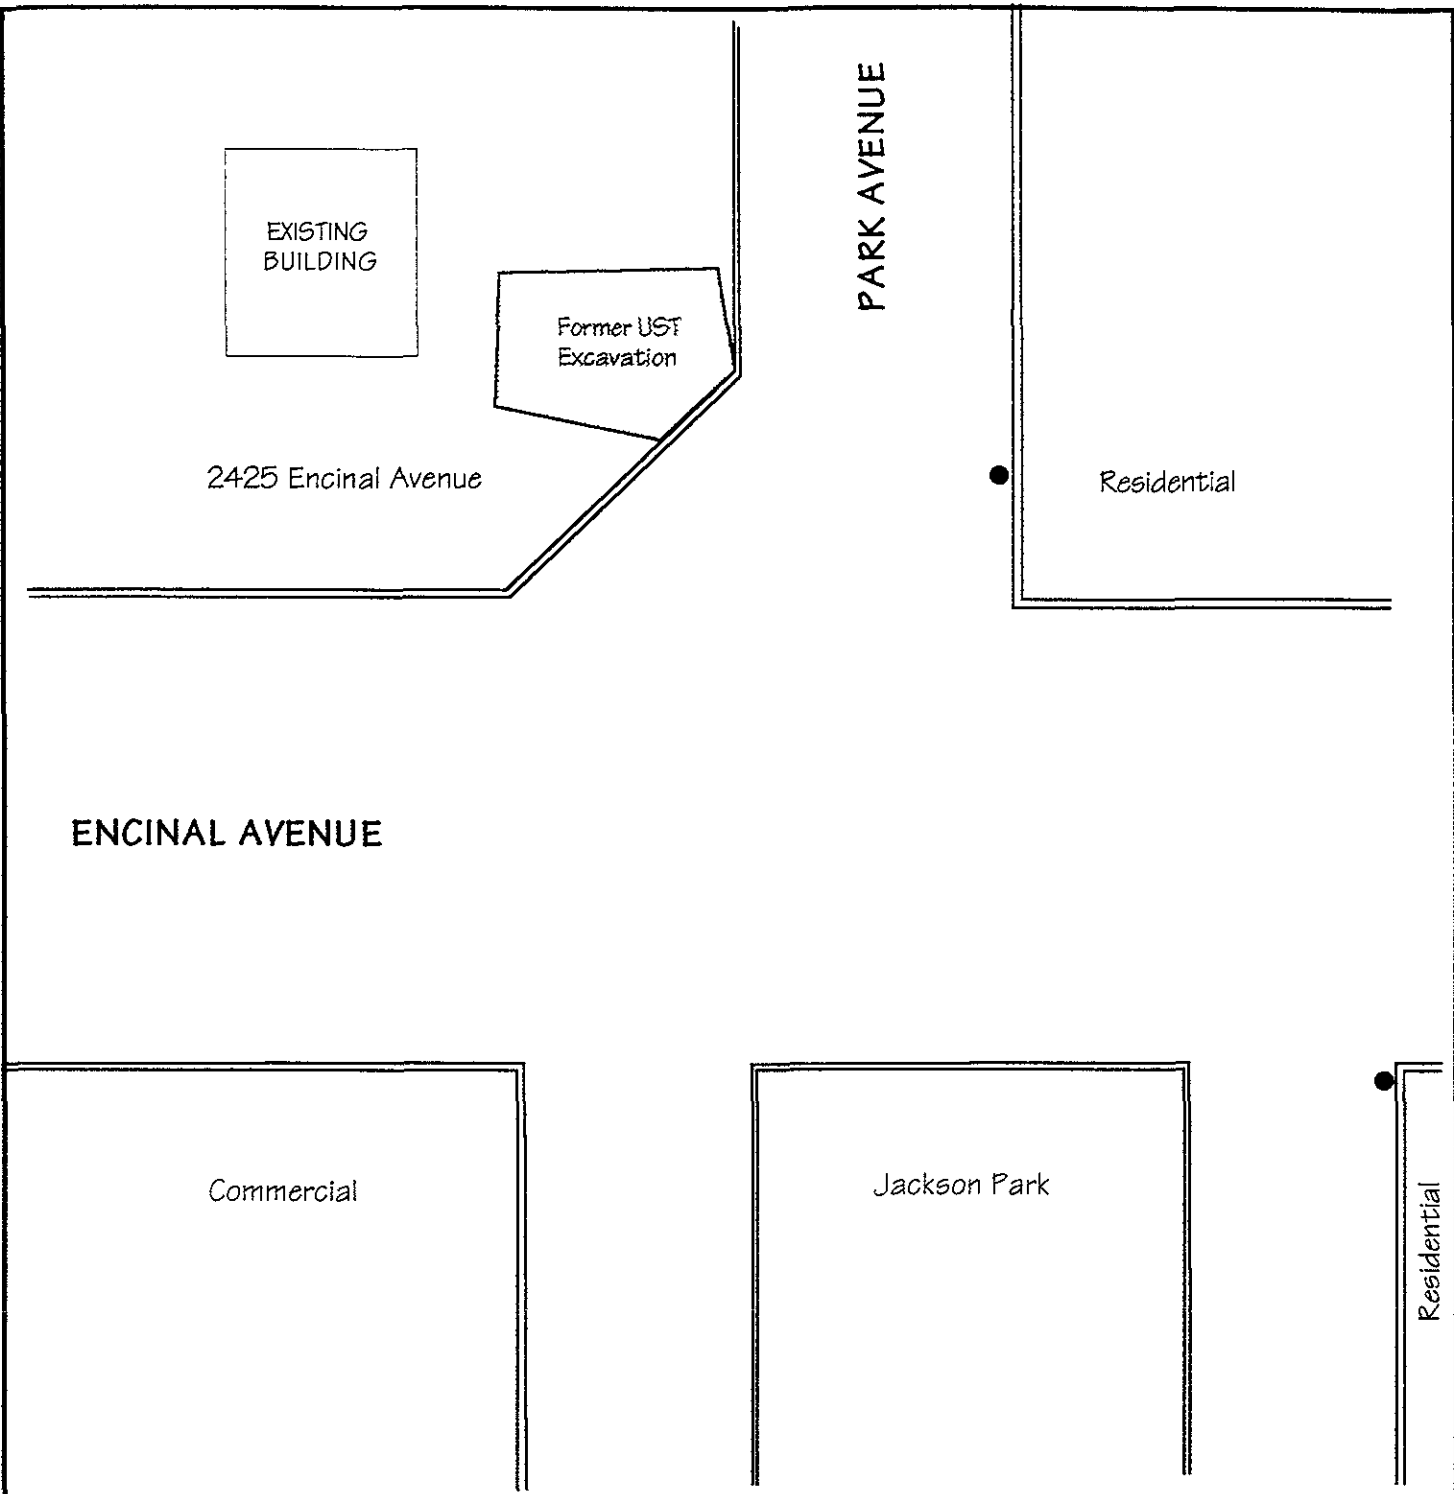 PARK AVENUE
EXISTING
BUILDING
Former UST
Excavation
2425 Encinal Avenue
Residential
ENCINAL AVENUE
Commercial
Jackson Park
Residential